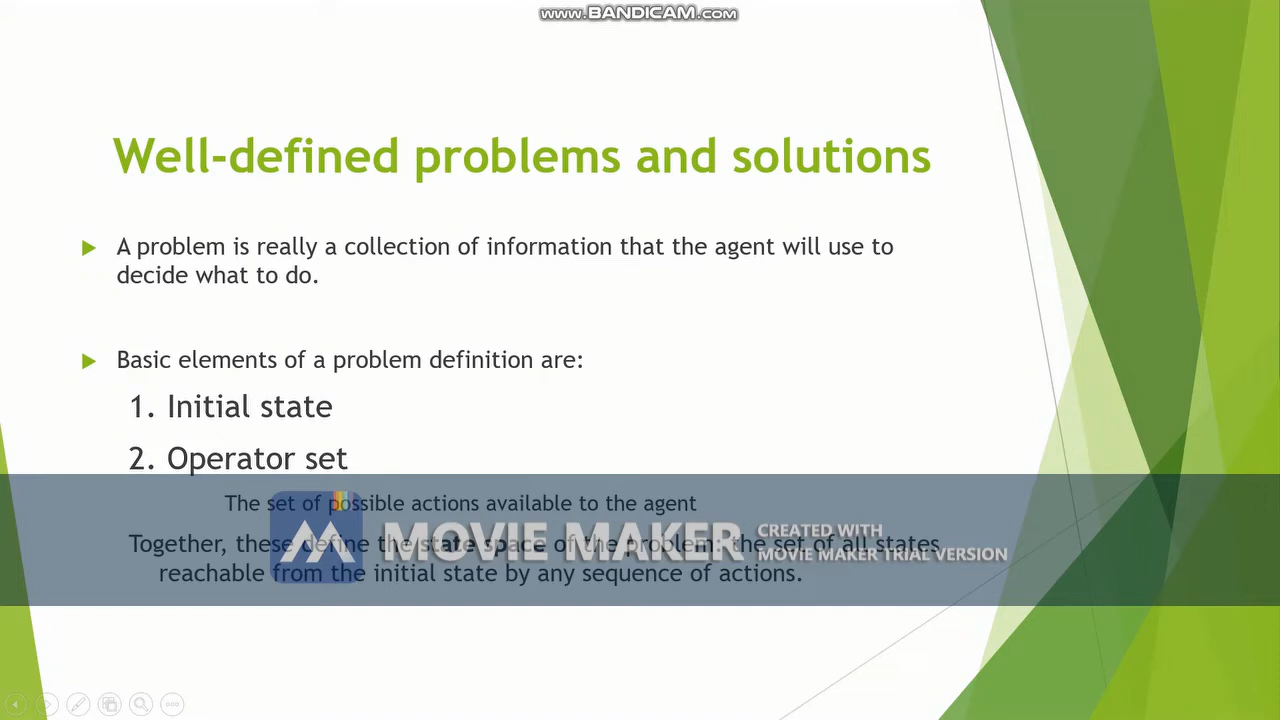 www.BANDICAM.com
Well-defined problems and solutions
A problem is really a collection of information that the agent will use to
decide what to do.
Basic elements of a problem definition are:
1. Initial state
2. Operator set
The set of possible actions available to the agent
Together, these define the state space of the problem: the set of all states
reachable from the initial state by any sequence of actions.
MOVIE MAKER
CREATED WITH
MOVIE MAKER TRIAL VERSION